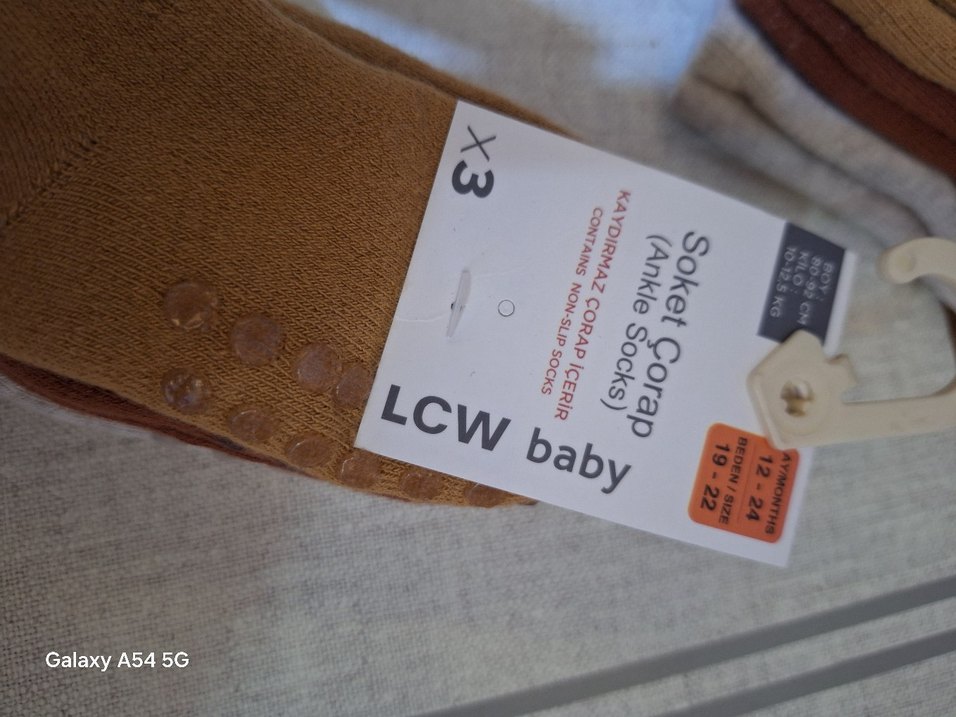 X3
LCW baby
Soket Çorap
(Ankle Socks)
KAYDIRMAZ ÇORAP İÇERİR
CONTAINS NON-SLIP SOCKS
BOY:
80-92 CM
KİLO:
10-12.5 KG
AY/MONTHS
12 - 24
BEDEN / SIZE
19 - 22
Galaxy A54 5G